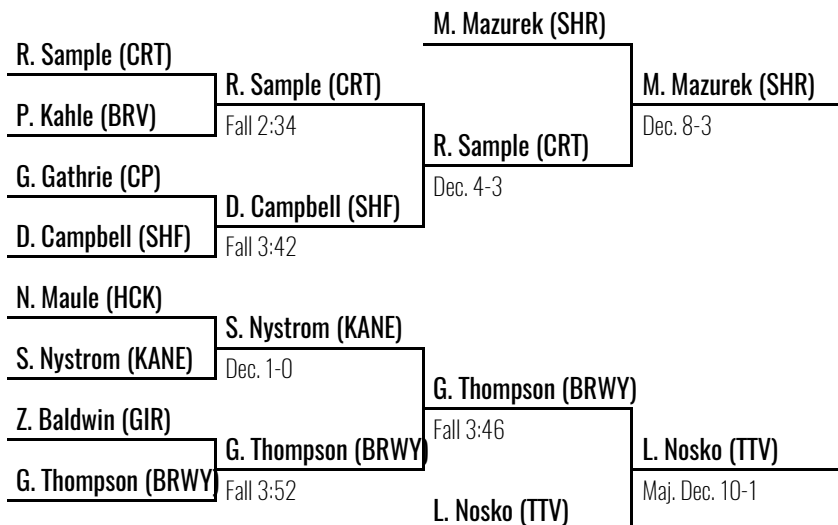 M. Mazurek (SHR)
R. Sample (CRT)
R. Sample (CRT)
M. Mazurek (SHR)
P. Kahle (BRV)
Fall 2:34
Dec. 8-3
R. Sample (CRT)
G. Gathrie (CP)
Dec. 4-3
D. Campbell (SHF)
D. Campbell (SHF)
Fall 3:42
N. Maule (HCK)
S. Nystrom (KANE)
S. Nystrom (KANE)
Dec. 1-0
G. Thompson (BRWY)
Z. Baldwin (GIR)
Fall 3:46
G. Thompson (BRWY)
L. Nosko (TTV)
G. Thompson (BRWY)
Fall 3:52
Maj. Dec. 10-1
L. Nosko (TTV)